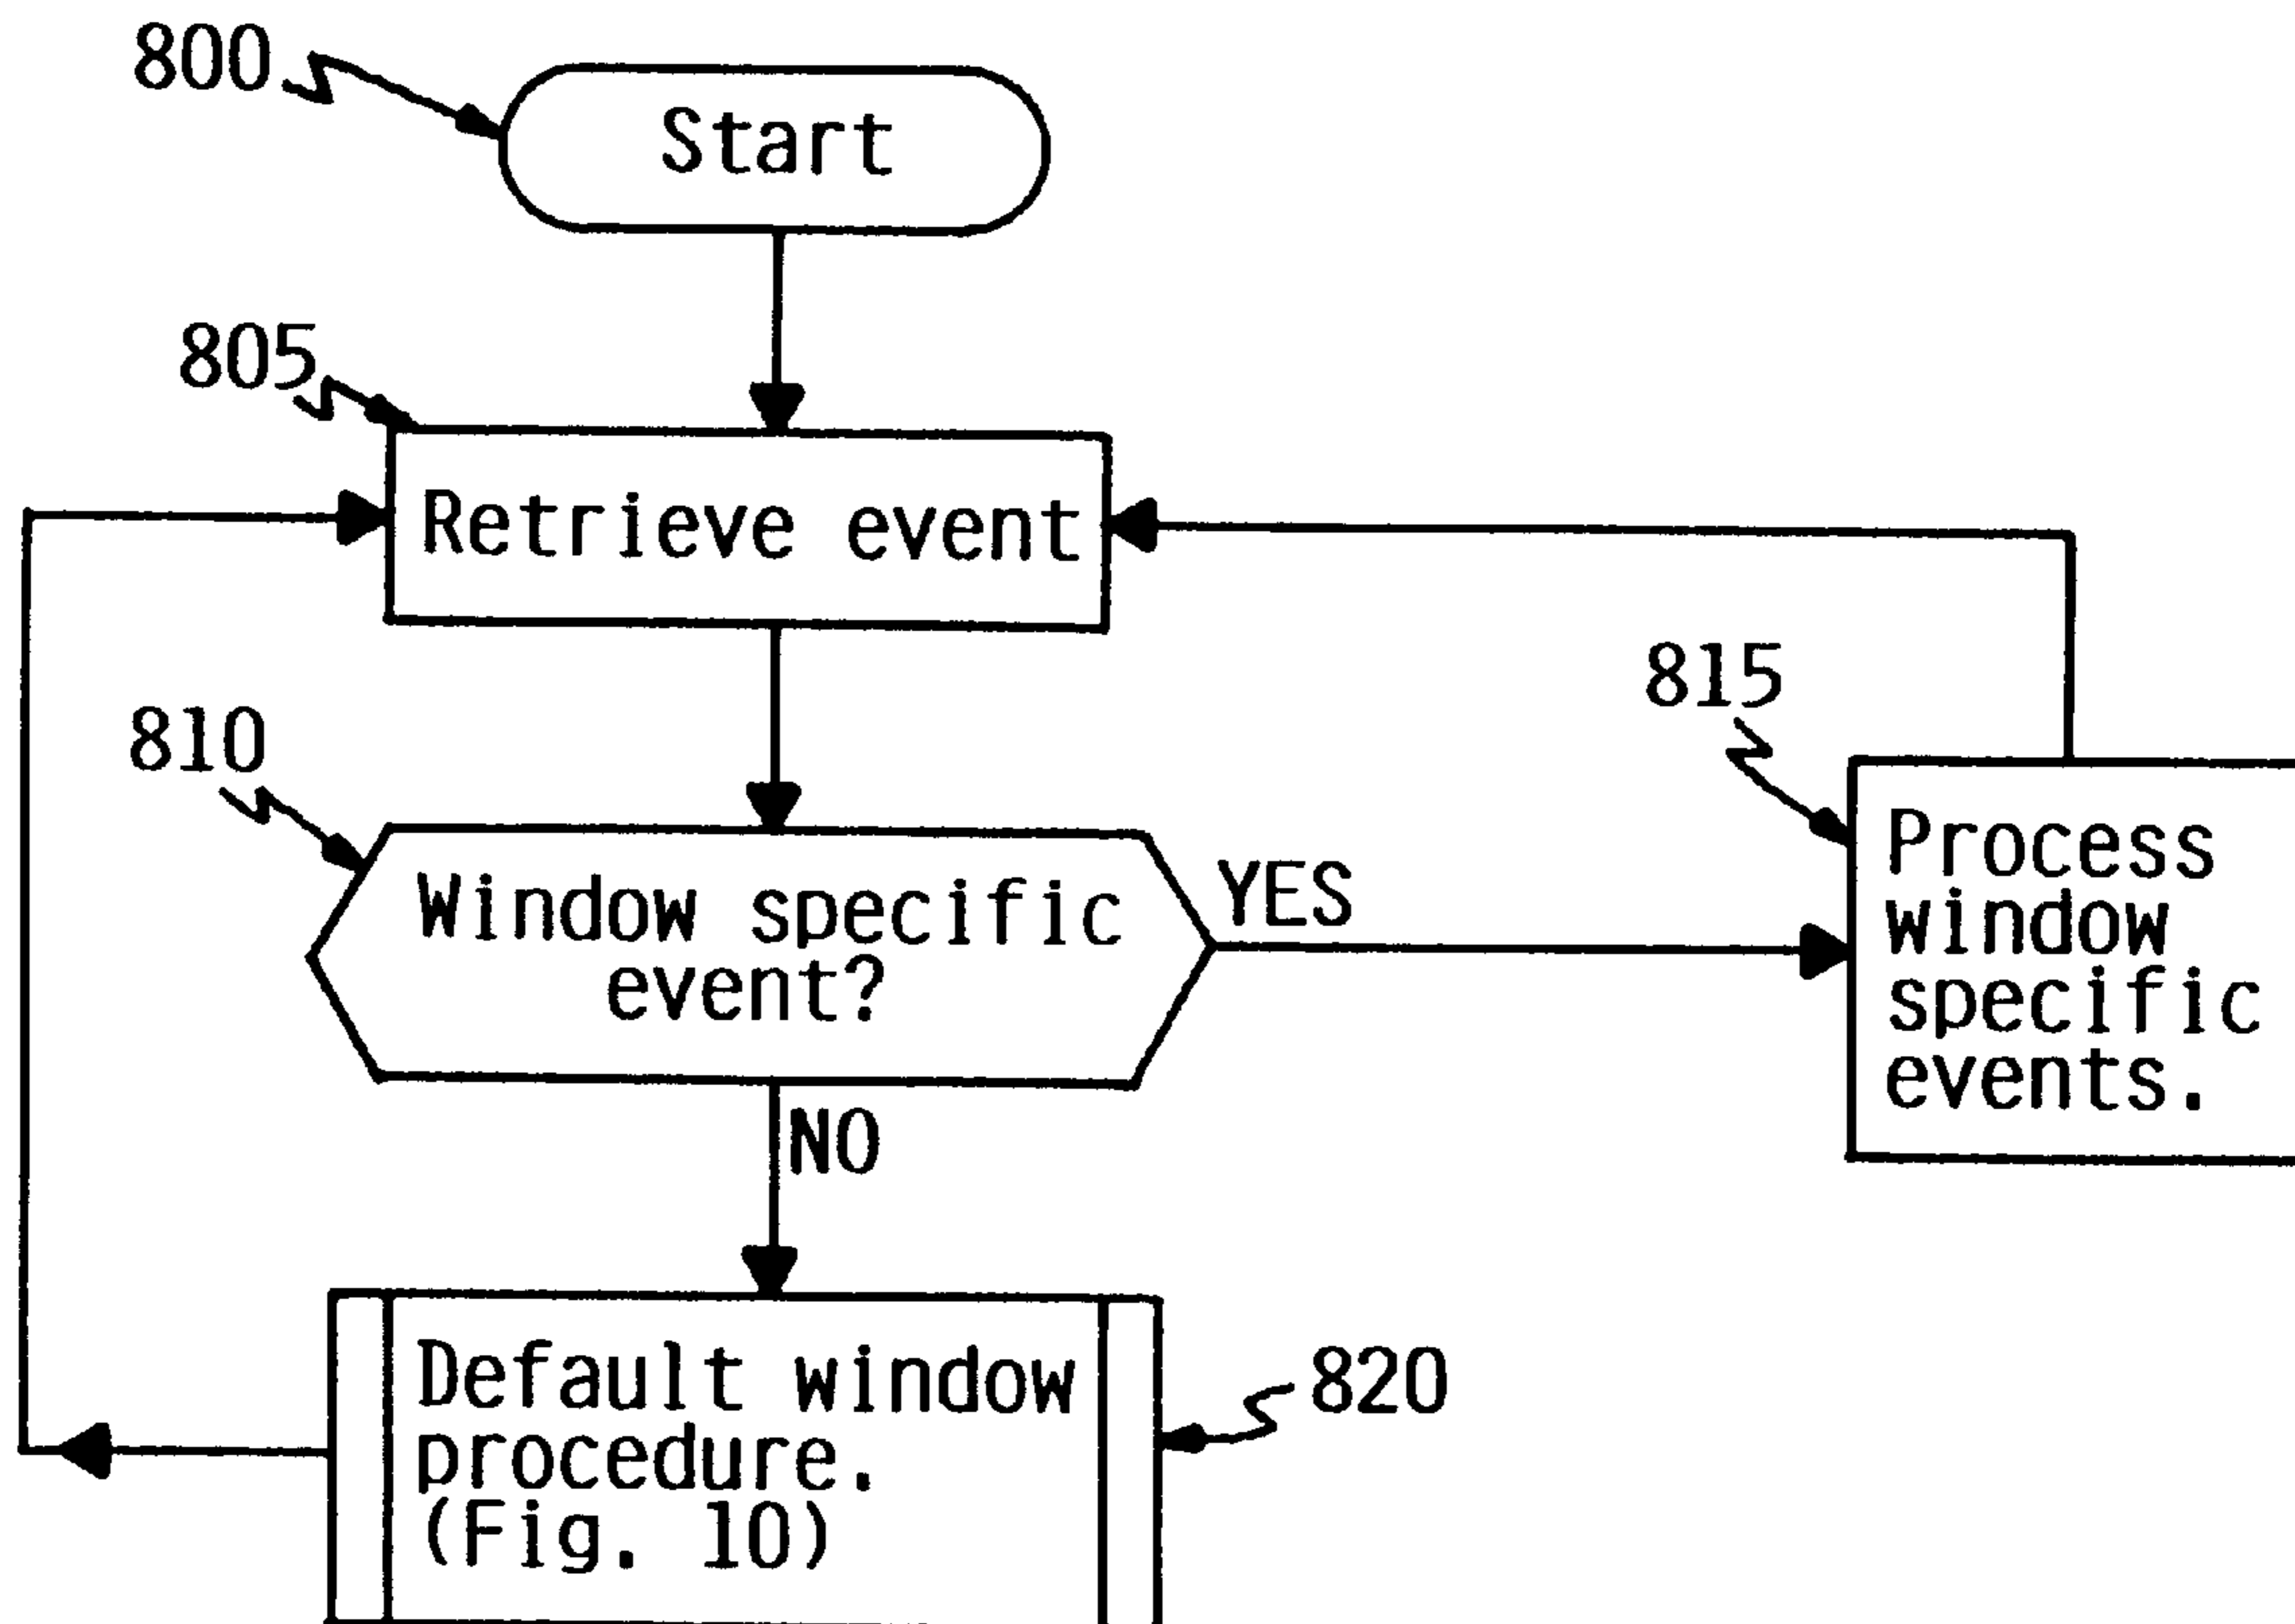 800
Start
805
Retrieve event
810
815
Window specific
event?
YES
Process
window
specific
events.
NO
Default window
procedure.
(Fig. 10)
820